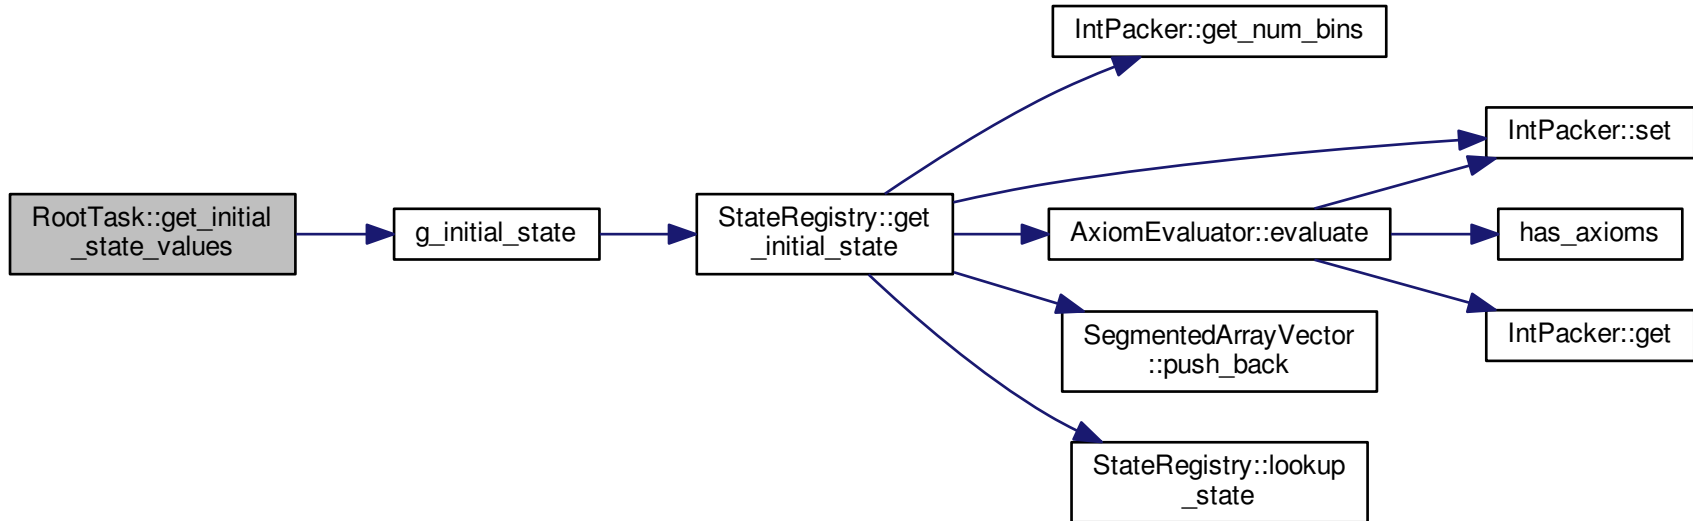 RootTask::get_initial
_state_values
g_initial_state
StateRegistry::get
_initial_state
IntPacker::get_num_bins
IntPacker::set
AxiomEvaluator::evaluate
has_axioms
SegmentedArrayVector
::push_back
IntPacker::get
StateRegistry::lookup
_state